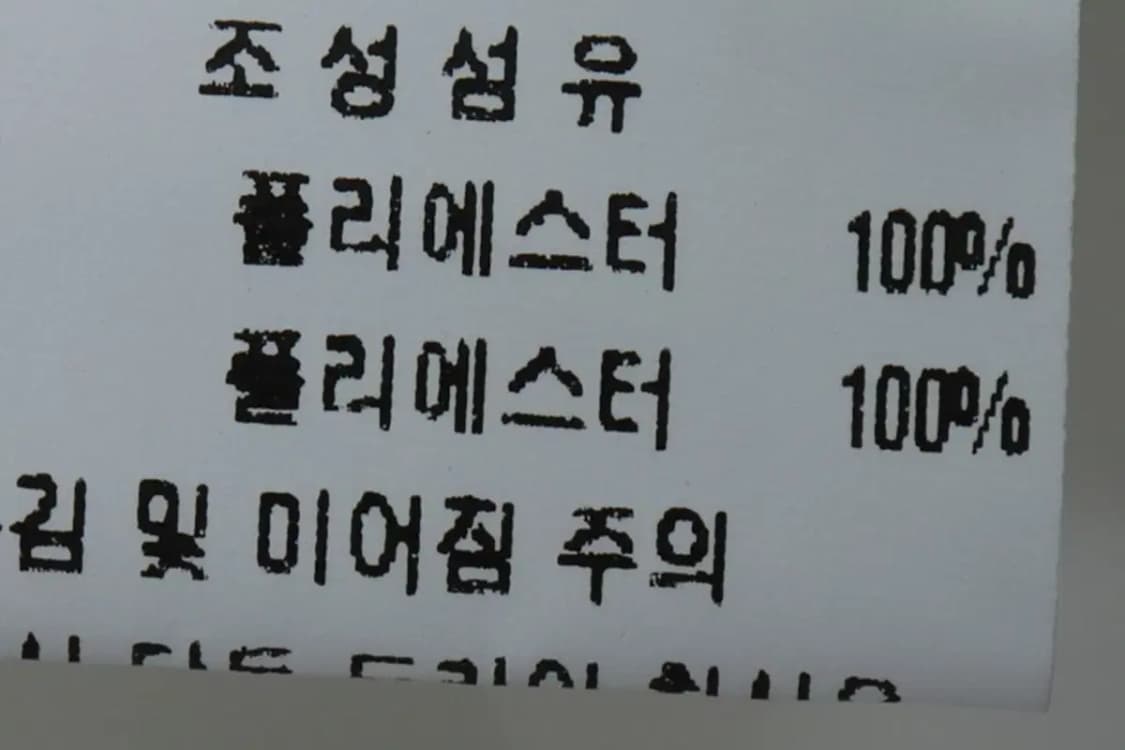 조성섬유
폴리에스터 100%
폴리에스터 100%
및 미어짐 주의